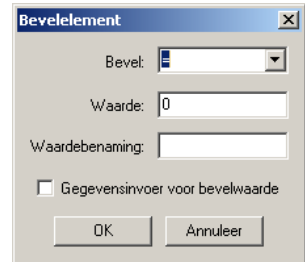 Bevelelement
Bevel: =
Waarde: 0
Waardebenaming:
Gegevensinvoer voor bevelwaarde
OK Annuleer